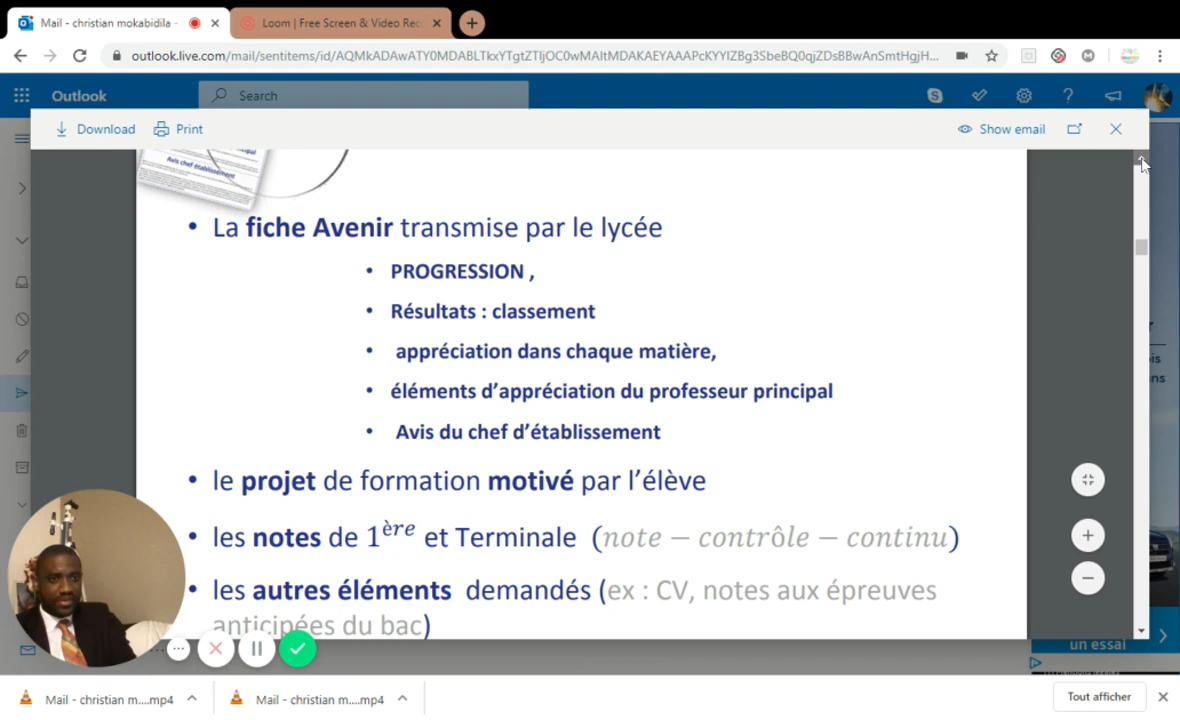 Mail - christian mokabidila -
Loom | Free Screen & Video Rec
outlook.live.com/mail/sentitems/id/AQMkADAwATY0MDABLTkxYTgtZTljOC0wMAItMDAKAEYAAAPcKYYIZBg3SbeBQ0qjZDsBBwAnSmtHgjH...
Outlook
Search
Download
Print
Show email
Avis chef établissement
• La fiche Avenir transmise par le lycée
• PROGRESSION ,
• Résultats : classement
• appréciation dans chaque matière,
• éléments d'appréciation du professeur principal
• Avis du chef d'établissement
• le projet de formation motivé par l'élève
• les notes de 1ère et Terminale (note – contrôle – continu)
• les autres éléments demandés (ex : CV, notes aux épreuves
anticipées du bac)
un essai
Mail - christian m....mp4
Mail - christian m....mp4
Tout afficher